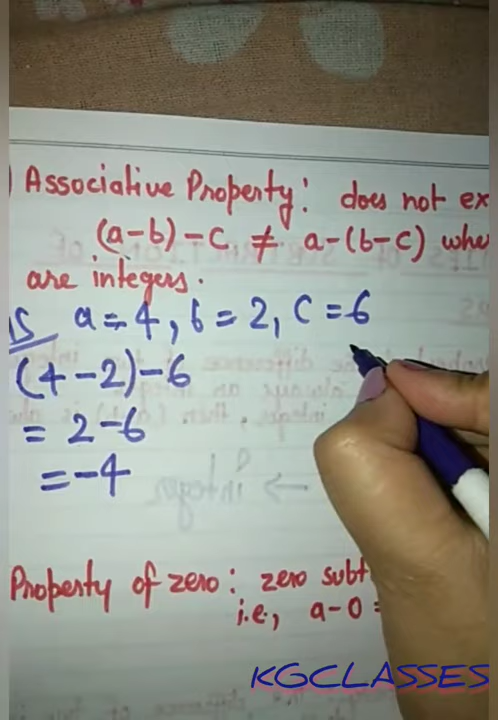 Associative Property: does not ex
(a-b)-c ≠ a-(b-c) whe
are integers.
a=4, b=2, c=6
(4-2)-6
= 2-6
= -4
Property of zero: zero subt
i.e., a-0 =
KGCLASSES